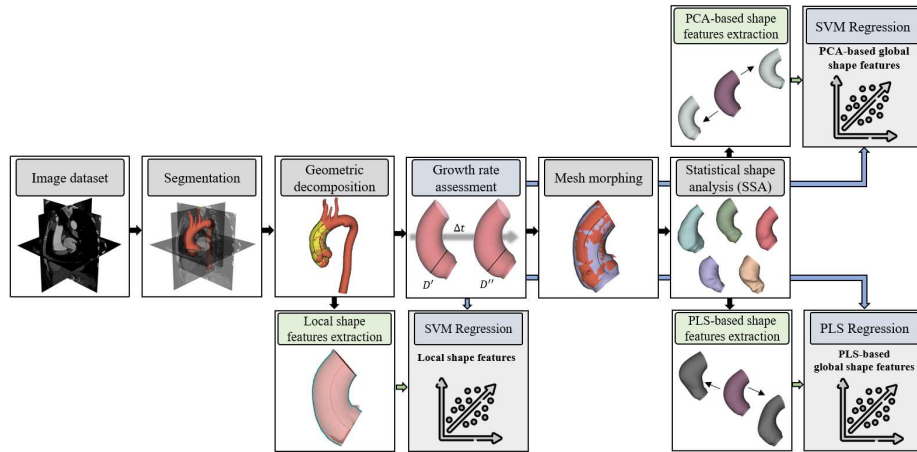 PCA-based shape
features extraction
SVM Regression
PCA-based global
shape features
Image dataset
Segmentation
Geometric
decomposition
Growth rate
assessment
Δt
D′
D′′
Mesh morphing
Statistical shape
analysis (SSA)
Local shape
features extraction
SVM Regression
Local shape features
PLS-based shape
features extraction
PLS Regression
PLS-based
global shape features